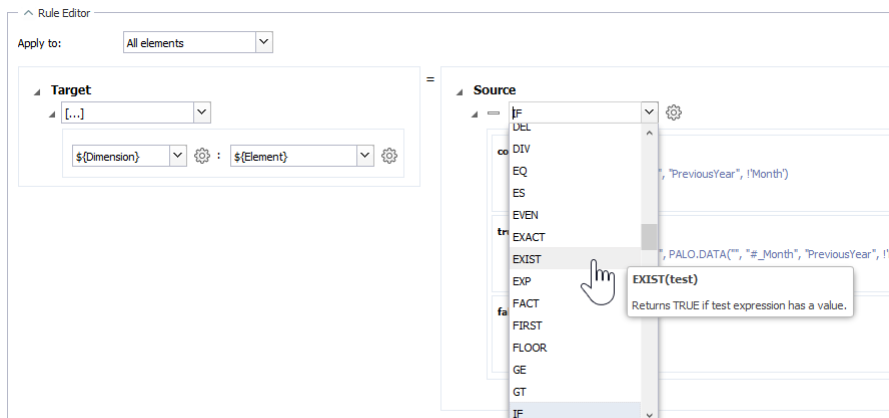 Rule Editor
Apply to: All elements
Target = Source
[...] IF
${Dimension} : ${Element}
DEL
DIV
", "PreviousYear", !'Month')
EQ
ES
EVEN
EXACT
EXIST
", PALO.DATA("", "#_Month", "PreviousYear", !'
EXP
EXIST(test)
Returns TRUE if test expression has a value.
FACT
FIRST
FLOOR
GE
GT
IF